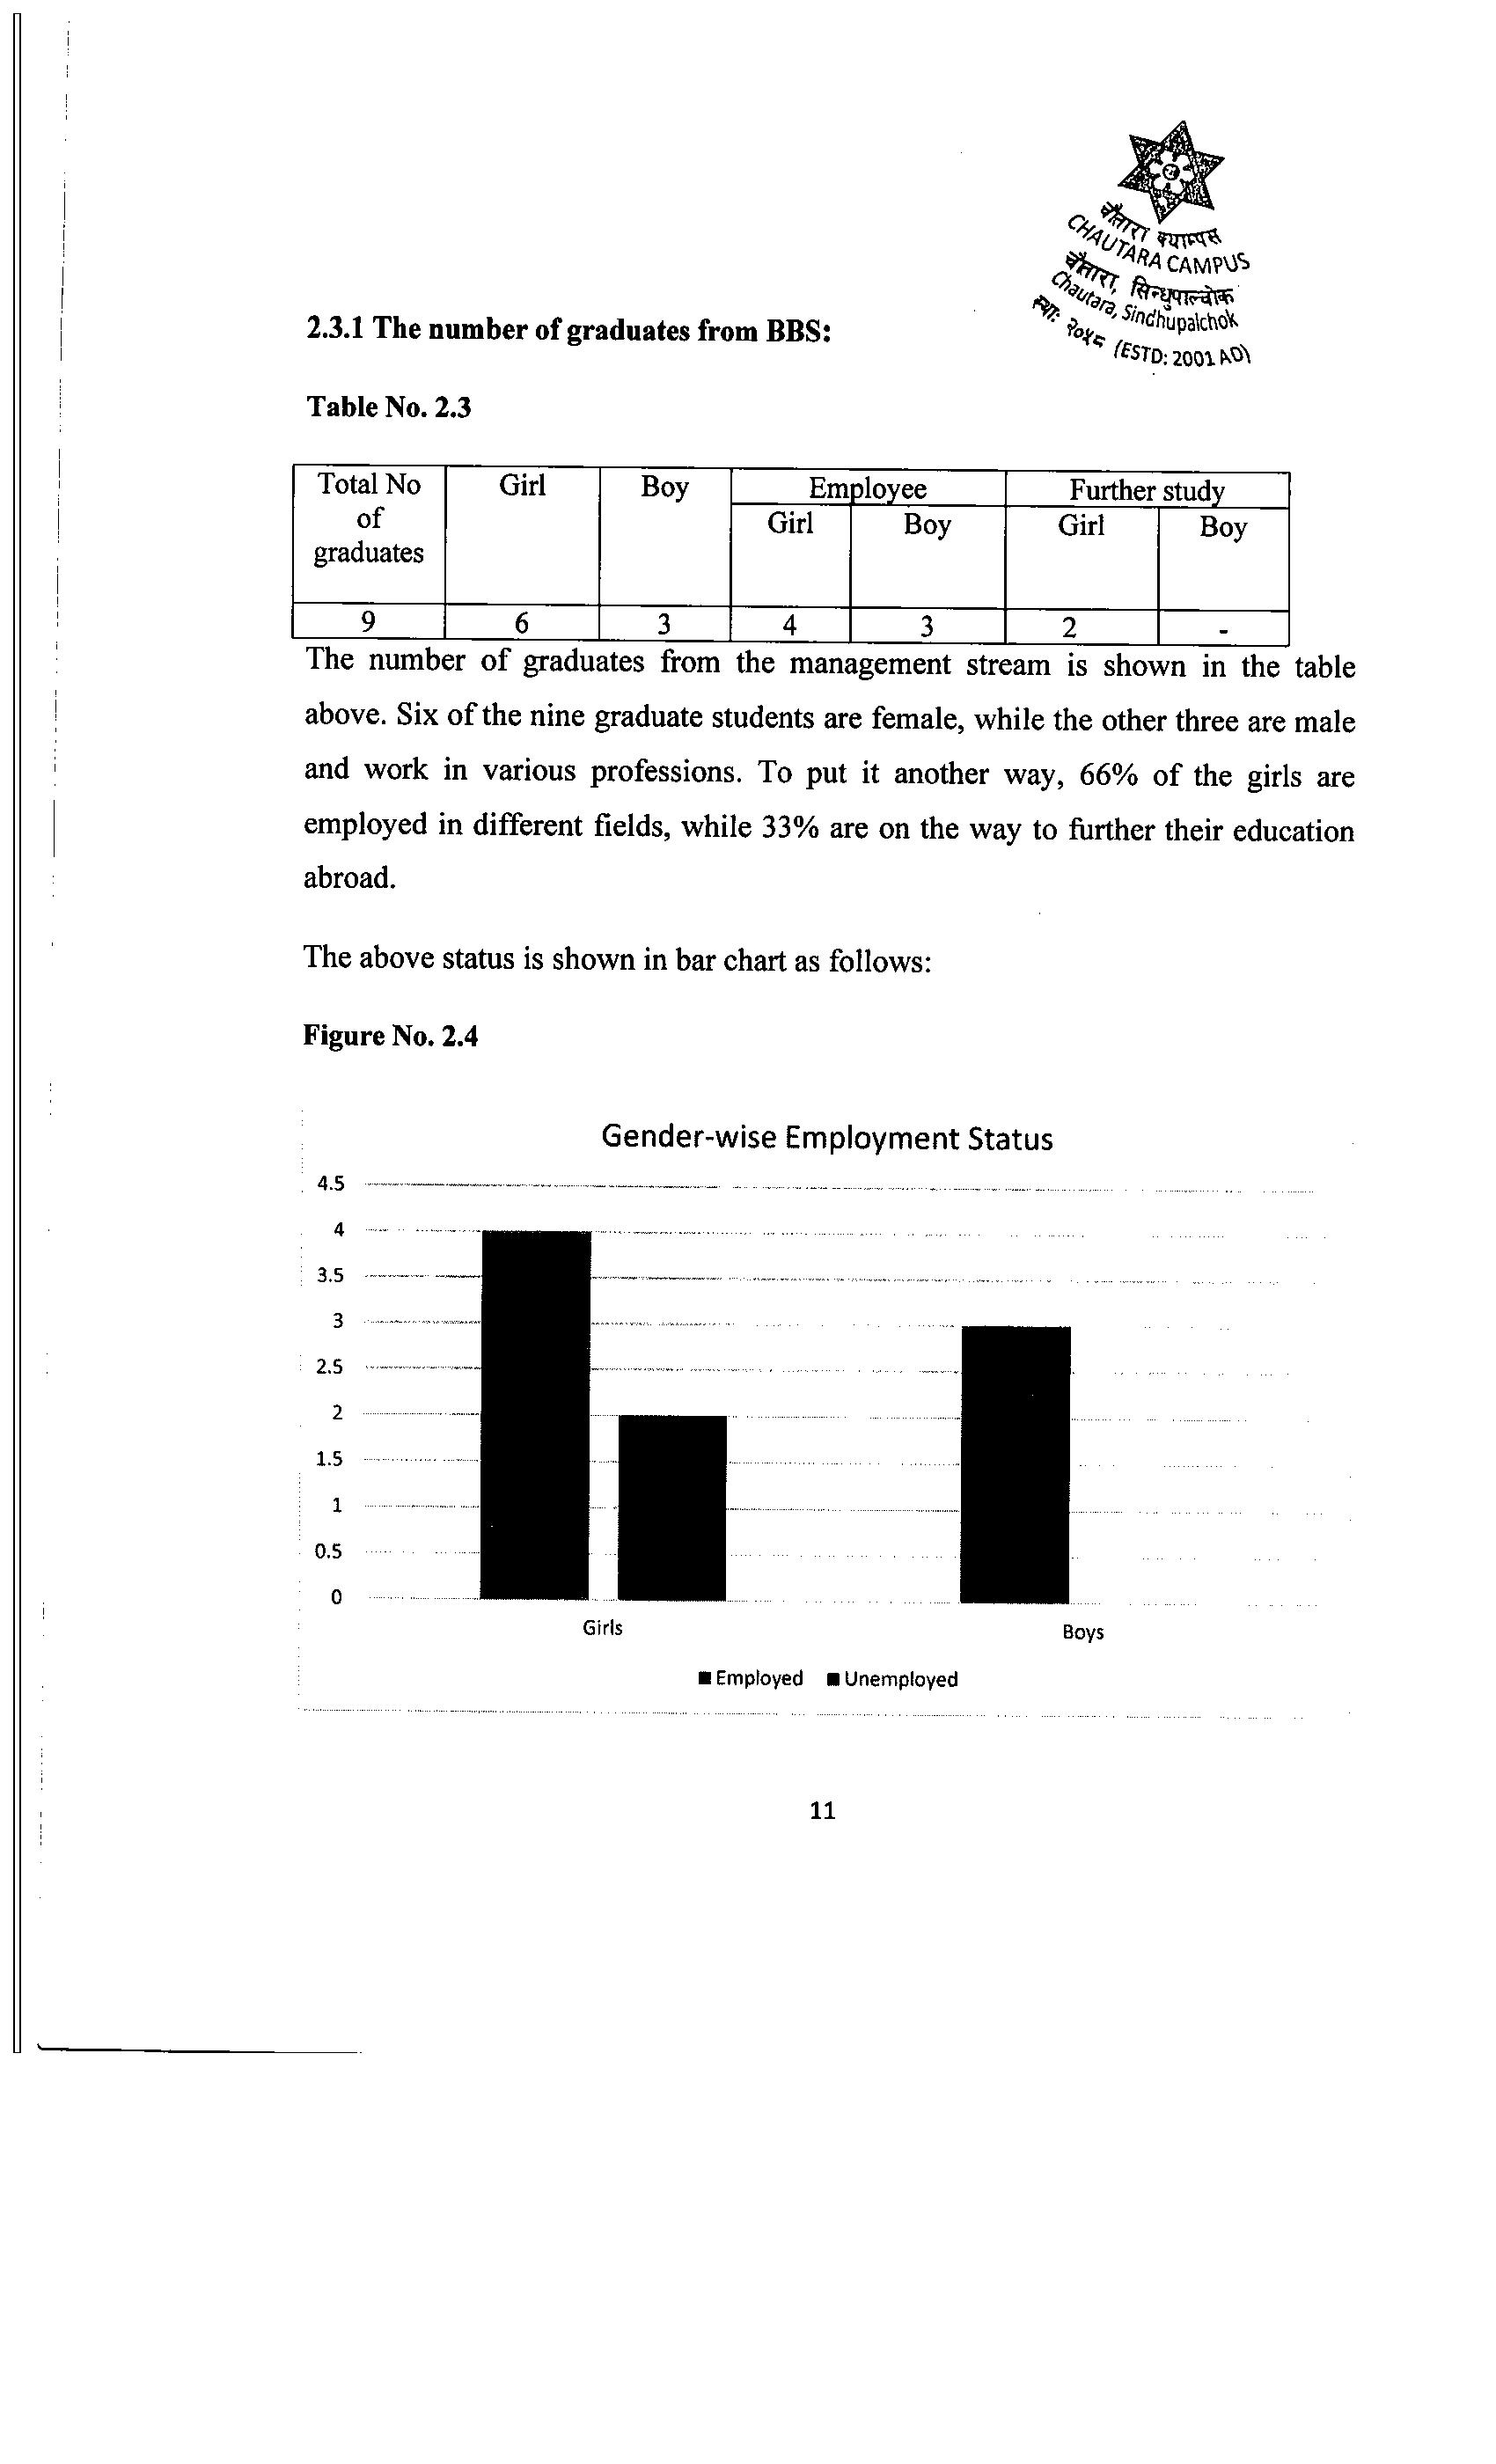 चौतारा क्याम्पस
CHAUTARA CAMPUS
चौतारा, सिन्धुपाल्चोक
Chautara, Sindhupalchok
स्था: २०५८ (ESTD: 2001 AD)
2.3.1 The number of graduates from BBS:
Table No. 2.3
Total No of graduates Girl Boy Employee Further study
Girl Boy Girl Boy
9 6 3 4 3 2 -
The number of graduates from the management stream is shown in the table
above. Six of the nine graduate students are female, while the other three are male
and work in various professions. To put it another way, 66% of the girls are
employed in different fields, while 33% are on the way to further their education
abroad.
The above status is shown in bar chart as follows:
Figure No. 2.4
Gender-wise Employment Status
4.5
4
3.5
3
2.5
2
1.5
1
0.5
0
Girls Boys
Employed Unemployed
11